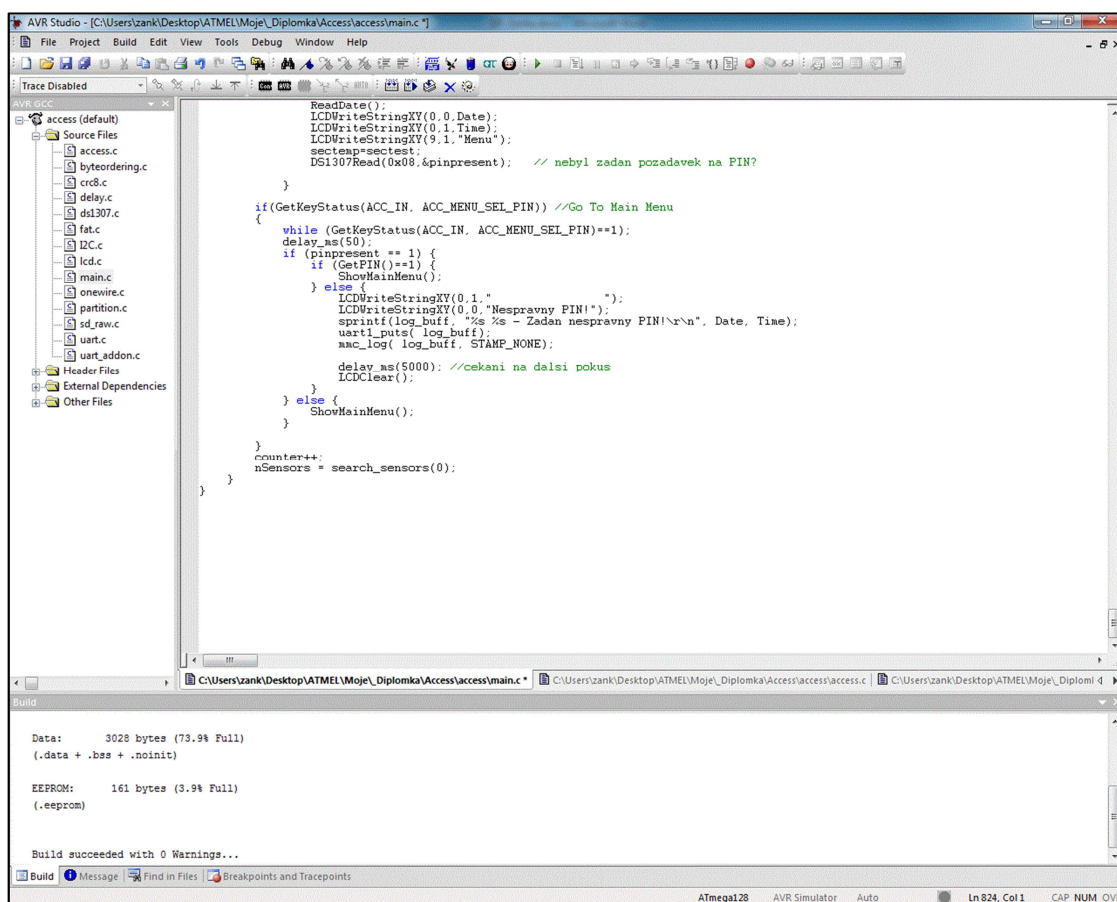 AVR Studio - [C:\Users\zank\Desktop\ATMEL\Moje\_Diplomka\Access\access\main.c *]
File Project Build Edit View Tools Debug Window Help
Trace Disabled
AVR GCC
access (default)
Source Files
access.c
byteordering.c
crc8.c
delay.c
ds1307.c
fat.c
I2C.c
lcd.c
main.c
onewire.c
partition.c
sd_raw.c
uart.c
uart_addon.c
Header Files
External Dependencies
Other Files
ReadDate();
LCDWriteStringXY(0,0,Date);
LCDWriteStringXY(0,1,Time);
LCDWriteStringXY(9,1,"Menu");
sectemp=sectest;
DS1307Read(0x08,&pinpresent); // nebyl zadan pozadavek na PIN?
}
if(GetKeyStatus(ACC_IN, ACC_MENU_SEL_PIN)) //Go To Main Menu
{
while (GetKeyStatus(ACC_IN, ACC_MENU_SEL_PIN)==1);
delay_ms(50);
if (pinpresent == 1) {
if (GetPIN()==1) {
ShowMainMenu();
} else {
LCDWriteStringXY(0,1,"                ");
LCDWriteStringXY(0,0,"Nespravny PIN!");
sprintf(log_buff, "%s %s - Zadan nespravny PIN!\r\n", Date, Time);
uart1_puts( log_buff);
mmc_log( log_buff, STAMP_NONE);
delay_ms(5000); //cekani na dalsi pokus
LCDClear();
}
} else {
ShowMainMenu();
}
}
counter++;
nSensors = search_sensors(0);
}
}
C:\Users\zank\Desktop\ATMEL\Moje\_Diplomka\Access\access\main.c * C:\Users\zank\Desktop\ATMEL\Moje\_Diplomka\Access\access\access.c C:\Users\zank\Desktop\ATMEL\Moje\_Diploml
Build
Data: 3028 bytes (73.9% Full)
(.data + .bss + .noinit)
EEPROM: 161 bytes (3.9% Full)
(.eeprom)
Build succeeded with 0 Warnings...
Build Message Find in Files Breakpoints and Tracepoints
ATmega128 AVR Simulator Auto Ln 824, Col 1 CAP NUM OV